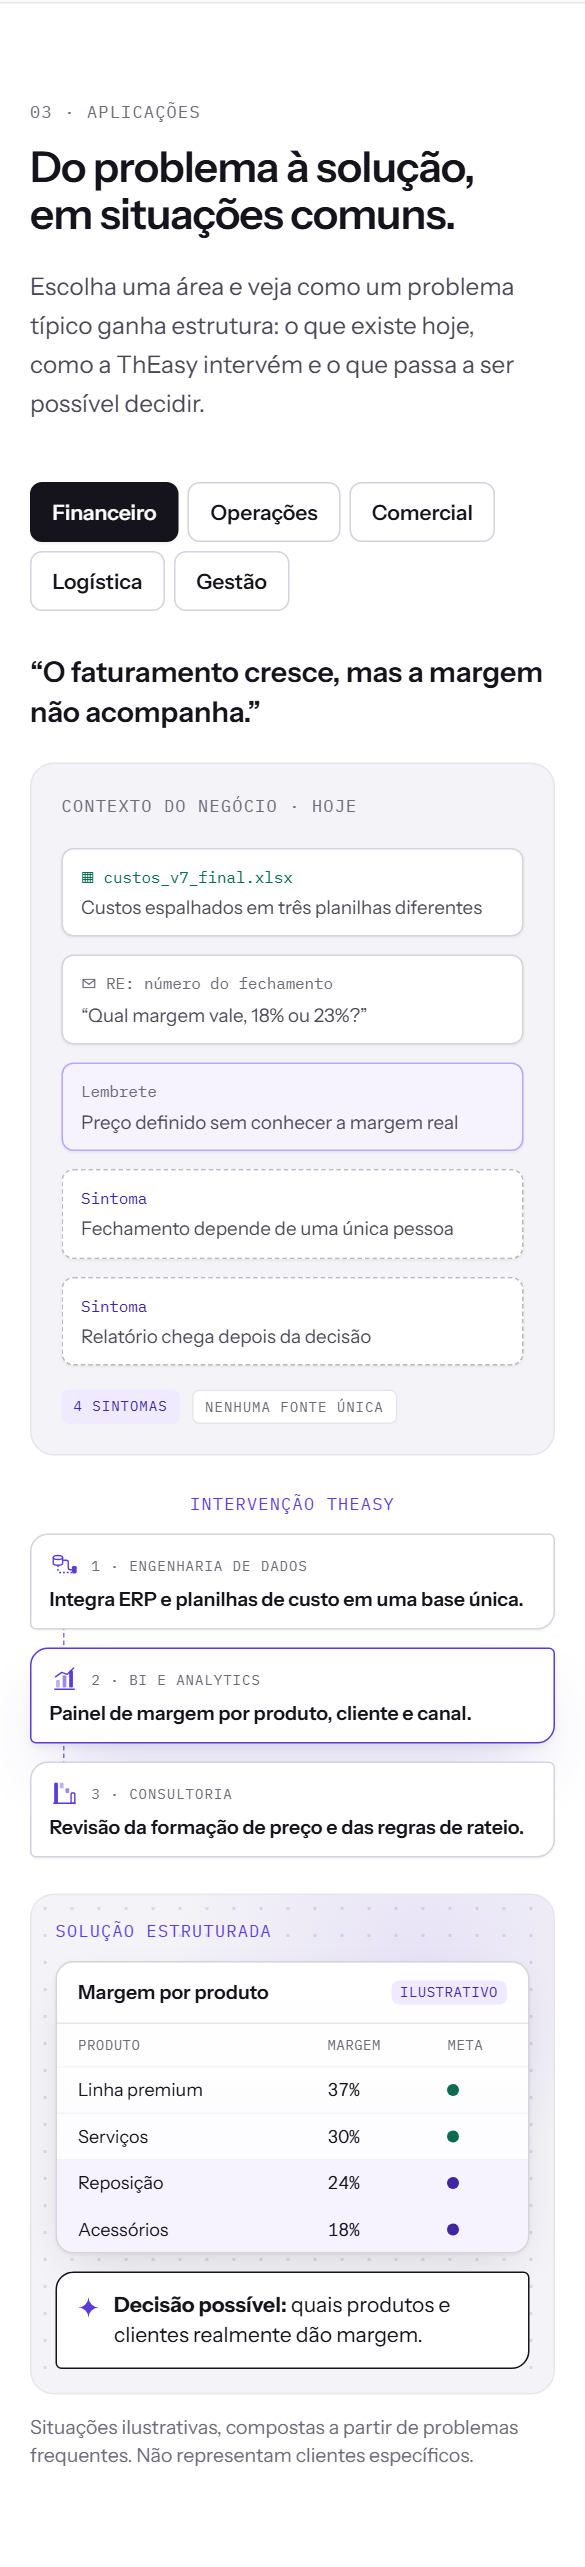 03 · APLICAÇÕES
Do problema à solução,
em situações comuns.
Escolha uma área e veja como um problema
típico ganha estrutura: o que existe hoje,
como a ThEasy intervém e o que passa a ser
possível decidir.
Financeiro Operações Comercial
Logística Gestão
“O faturamento cresce, mas a margem
não acompanha.”
CONTEXTO DO NEGÓCIO · HOJE
custos_v7_final.xlsx
Custos espalhados em três planilhas diferentes
RE: número do fechamento
“Qual margem vale, 18% ou 23%?”
Lembrete
Preço definido sem conhecer a margem real
Sintoma
Fechamento depende de uma única pessoa
Sintoma
Relatório chega depois da decisão
4 SINTOMAS NENHUMA FONTE ÚNICA
INTERVENÇÃO THEASY
1 · ENGENHARIA DE DADOS
Integra ERP e planilhas de custo em uma base única.
2 · BI E ANALYTICS
Painel de margem por produto, cliente e canal.
3 · CONSULTORIA
Revisão da formação de preço e das regras de rateio.
SOLUÇÃO ESTRUTURADA
Margem por produto ILUSTRATIVO
PRODUTO MARGEM META
Linha premium 37%
Serviços 30%
Reposição 24%
Acessórios 18%
Decisão possível: quais produtos e
clientes realmente dão margem.
Situações ilustrativas, compostas a partir de problemas
frequentes. Não representam clientes específicos.